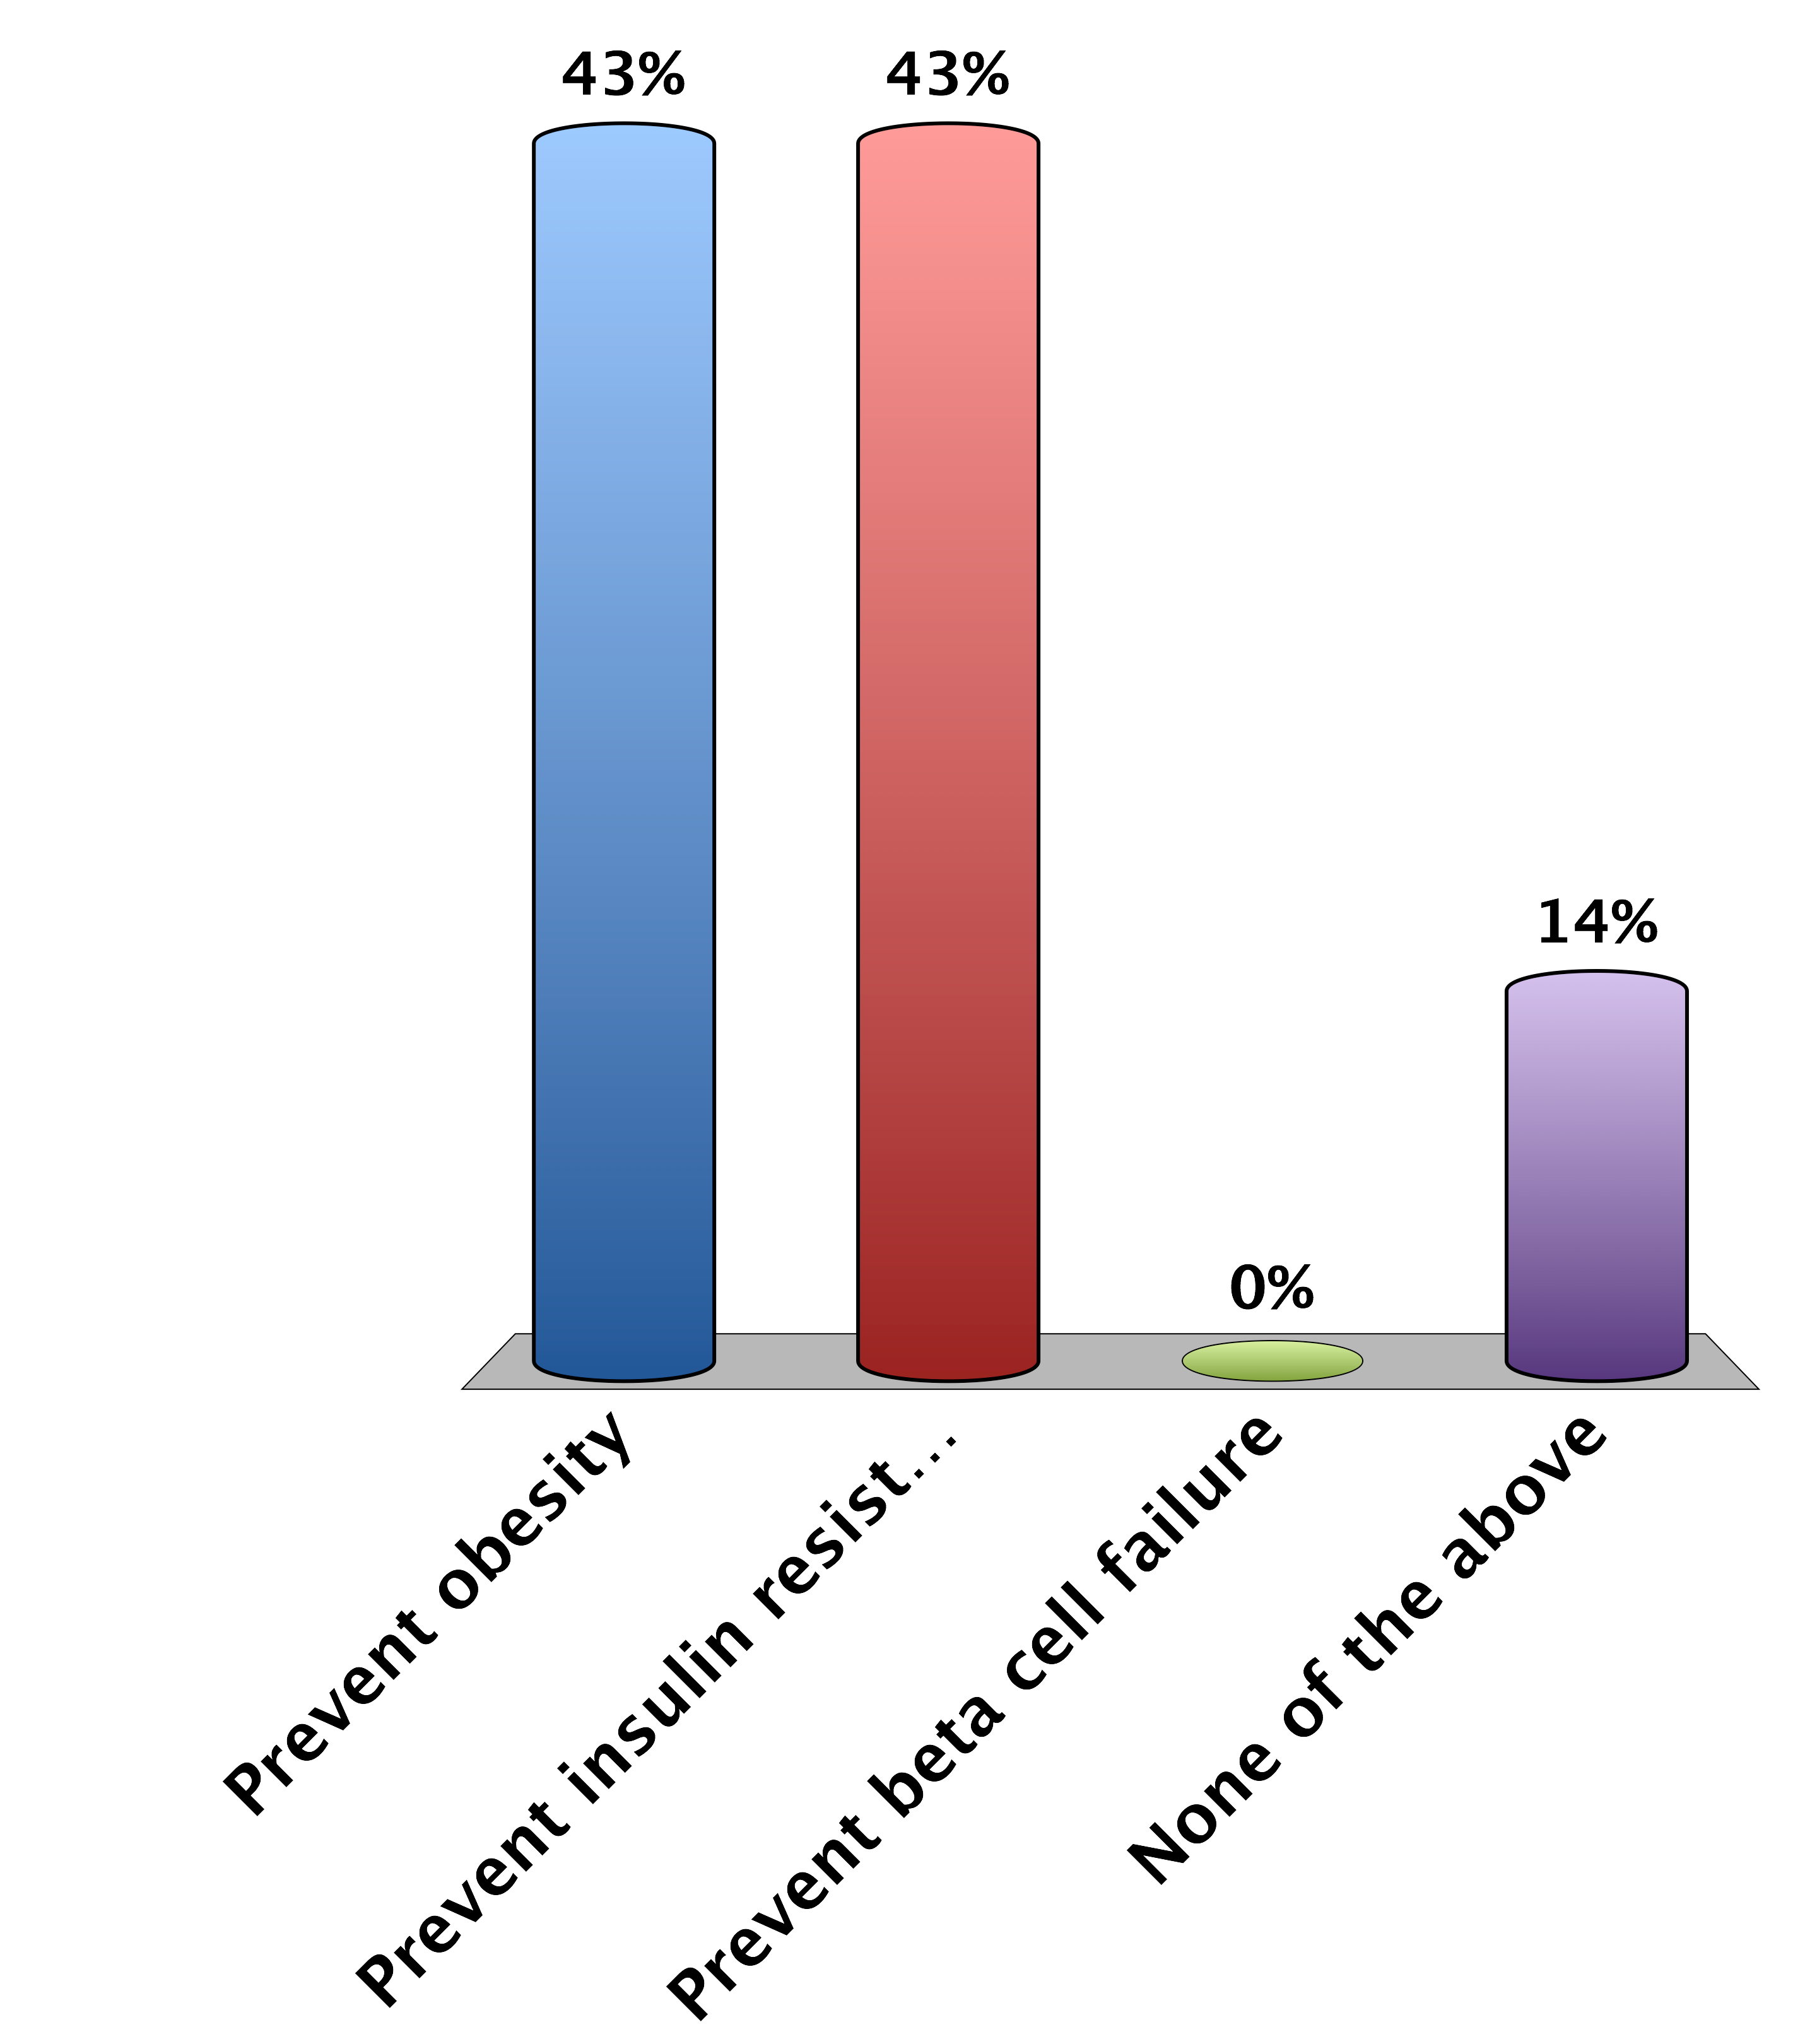 43%
43%
0%
14%
Prevent obesity
Prevent insulin resist...
Prevent beta cell failure
None of the above